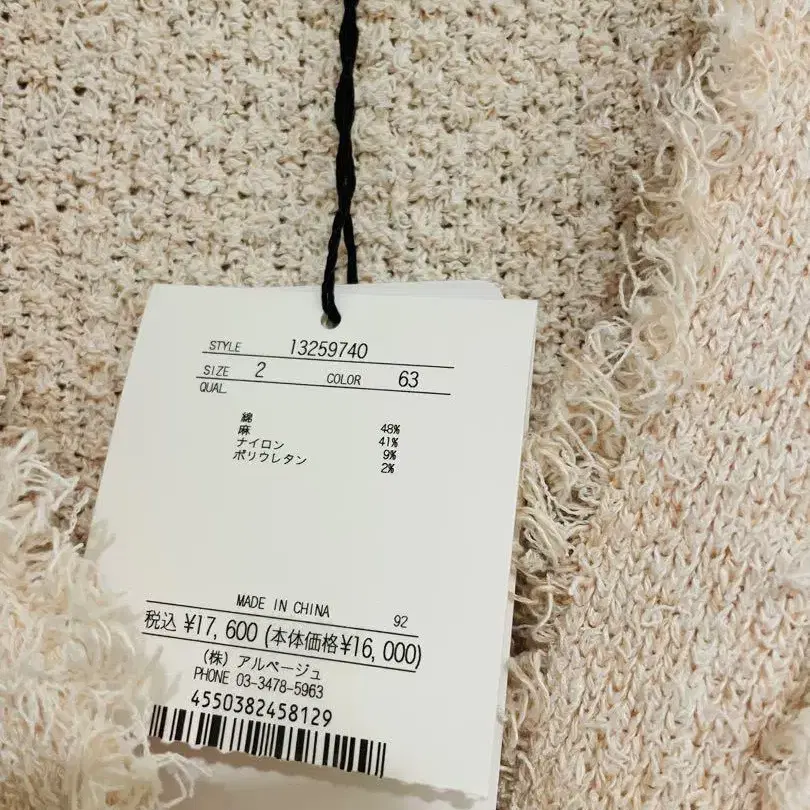 STYLE 13259740
SIZE 2 COLOR 63
QUAL
綿 48%
麻 41%
ナイロン 9%
ポリウレタン 2%
MADE IN CHINA 92
税込 ¥17,600 (本体価格¥16,000)
(株) アルページュ
PHONE 03-3478-5963
4550382458129